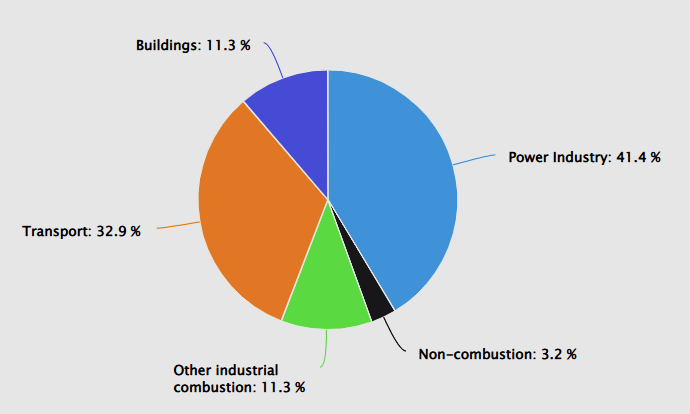 Buildings: 11.3 %
Power Industry: 41.4 %
Transport: 32.9 %
Non-combustion: 3.2 %
Other industrial
combustion: 11.3 %